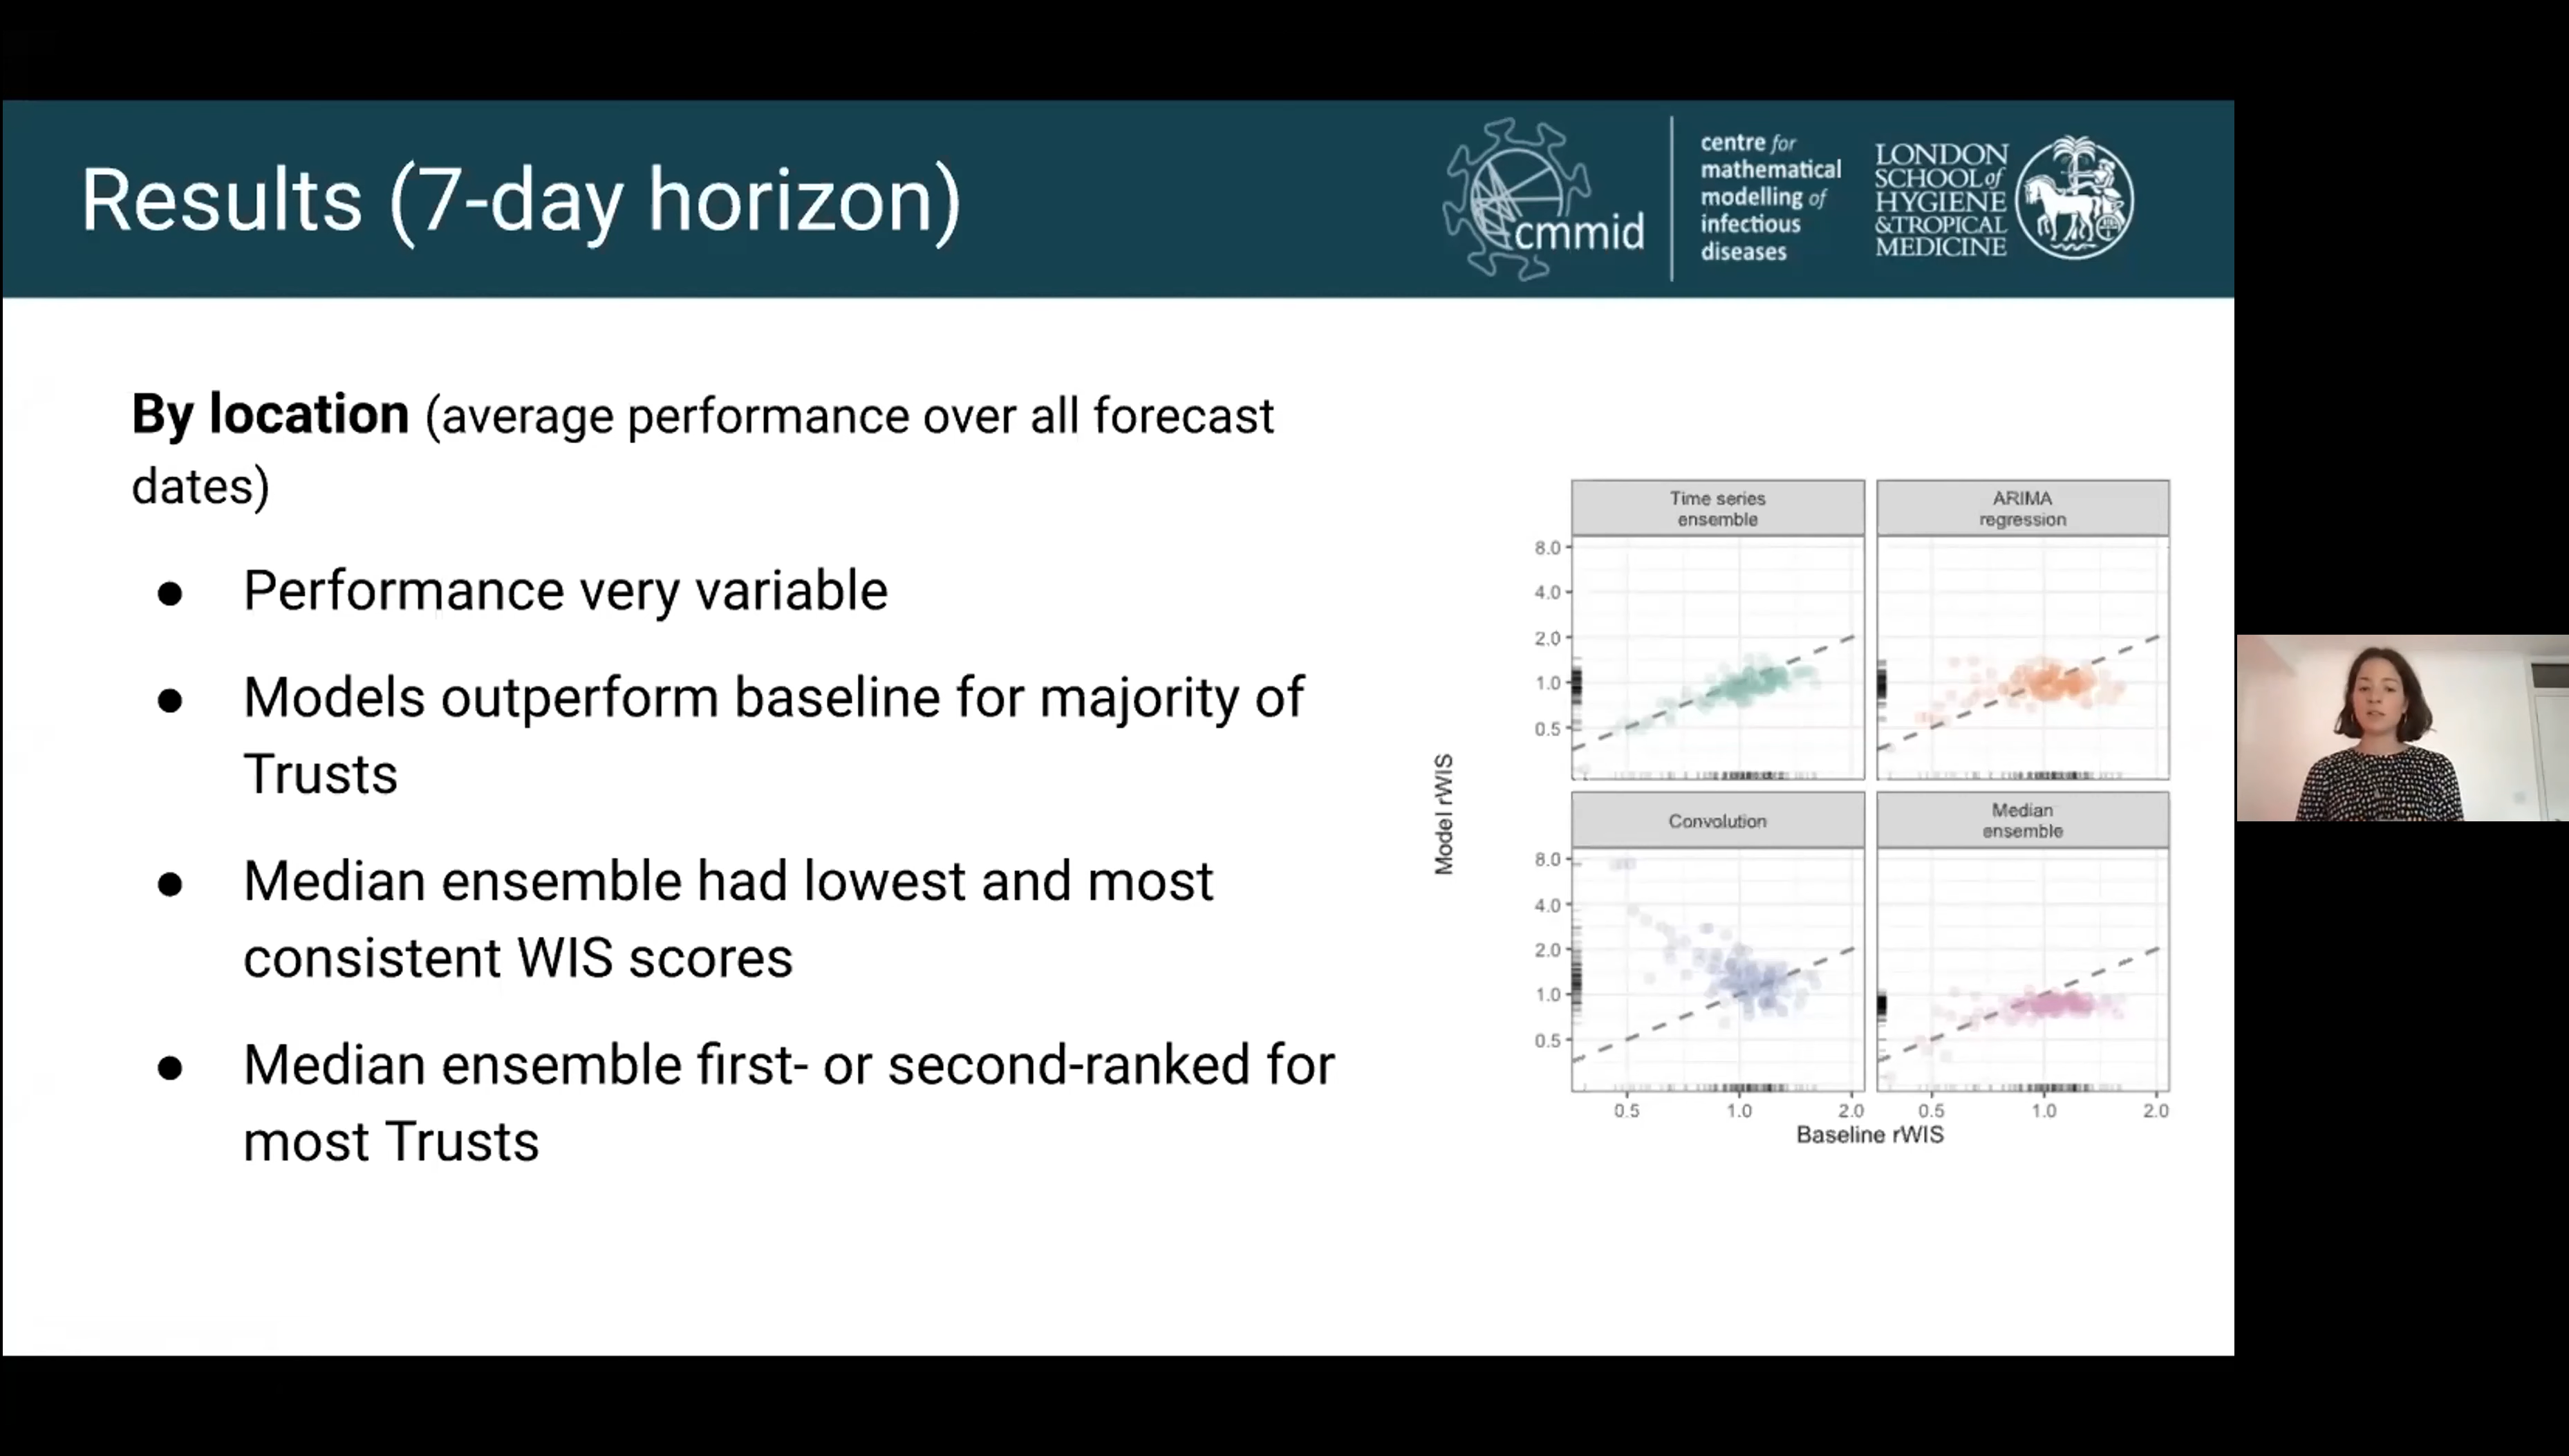 Results (7-day horizon)
cmmid
centre for
mathematical
modelling of
infectious
diseases
LONDON
SCHOOL of
HYGIENE
&TROPICAL
MEDICINE
By location (average performance over all forecast
dates)
● Performance very variable
● Models outperform baseline for majority of
Trusts
● Median ensemble had lowest and most
consistent WIS scores
● Median ensemble first- or second-ranked for
most Trusts
Time series
ensemble
ARIMA
regression
8.0
4.0
2.0
1.0
0.5
Model rWIS
Convolution
Median
ensemble
8.0
4.0
2.0
1.0
0.5
0.5 1.0 2.0 0.5 1.0 2.0
Baseline rWIS